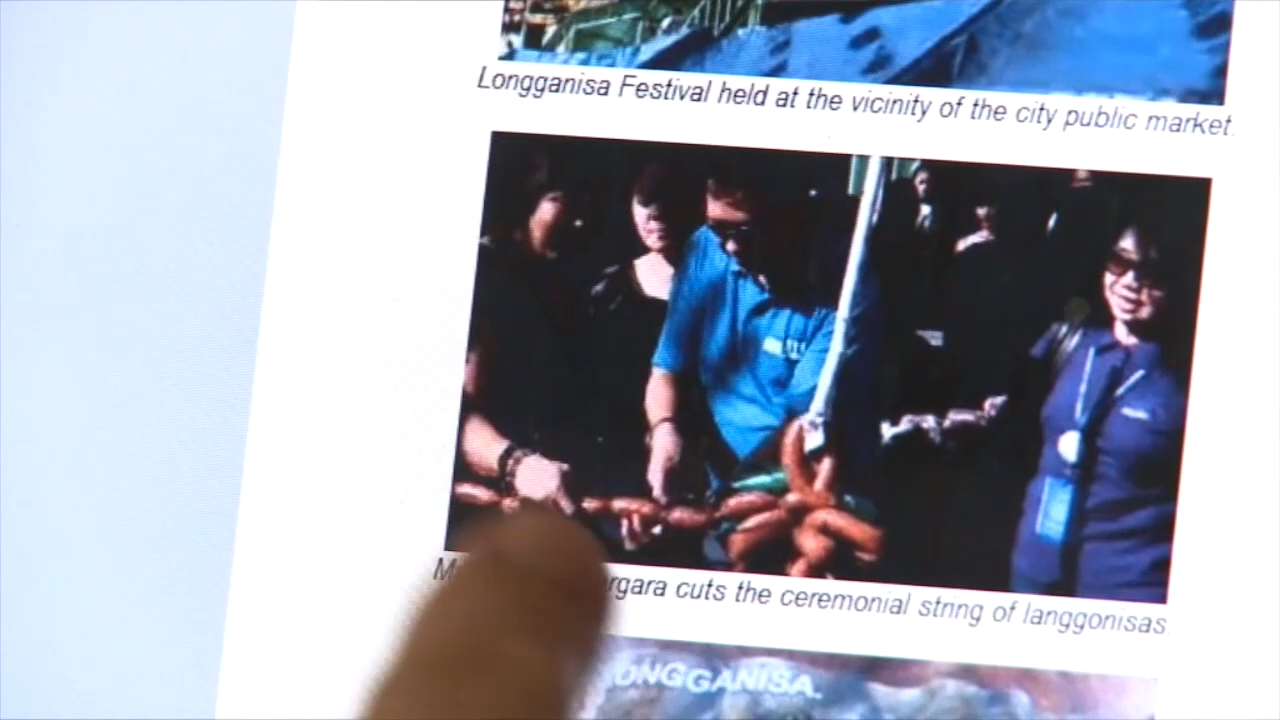 Longganisa Festival held at the vicinity of the city public market.
M rgara cuts the ceremonial string of langgonisas.
ONGGANISA.